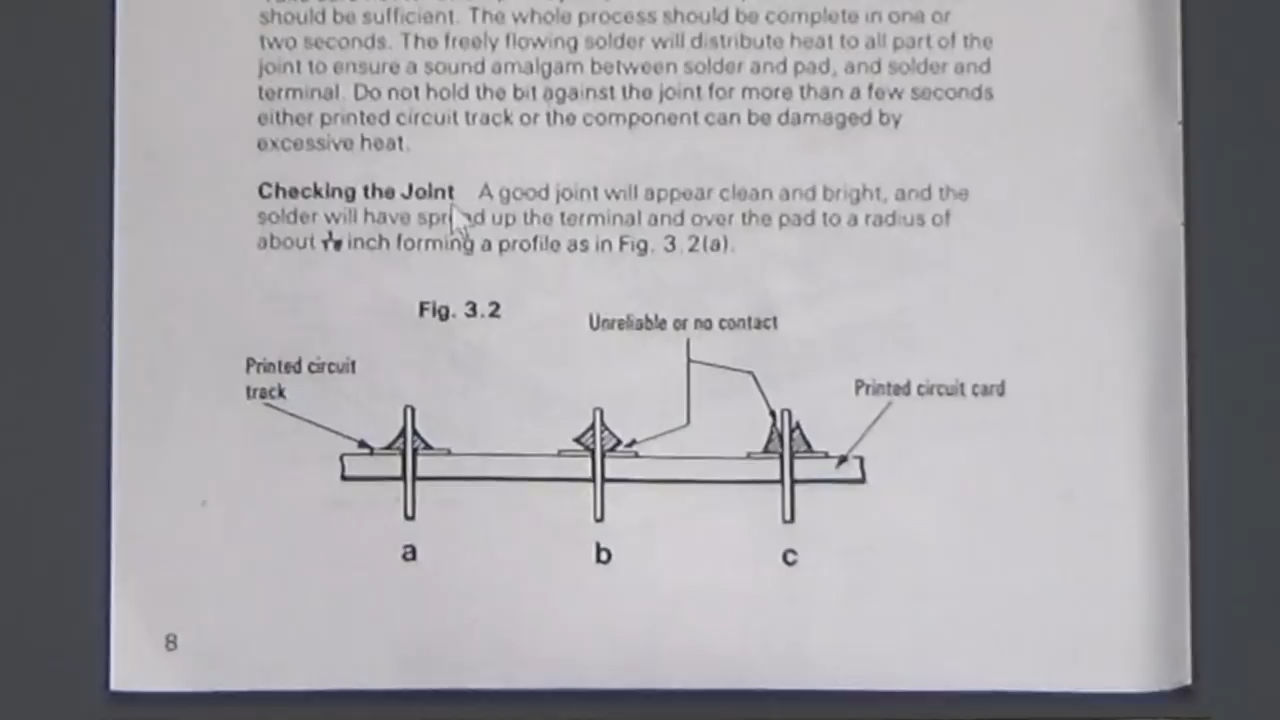 should be sufficient. The whole process should be complete in one or
two seconds. The freely flowing solder will distribute heat to all part of the
joint to ensure a sound amalgam between solder and pad, and solder and
terminal. Do not hold the bit against the joint for more than a few seconds
either printed circuit track or the component can be damaged by
excessive heat.
Checking the Joint A good joint will appear clean and bright, and the
solder will have spread up the terminal and over the pad to a radius of
about inch forming a profile as in Fig. 3.2(a).
Fig. 3.2
Unreliable or no contact
Printed circuit
track
Printed circuit card
a b c
8